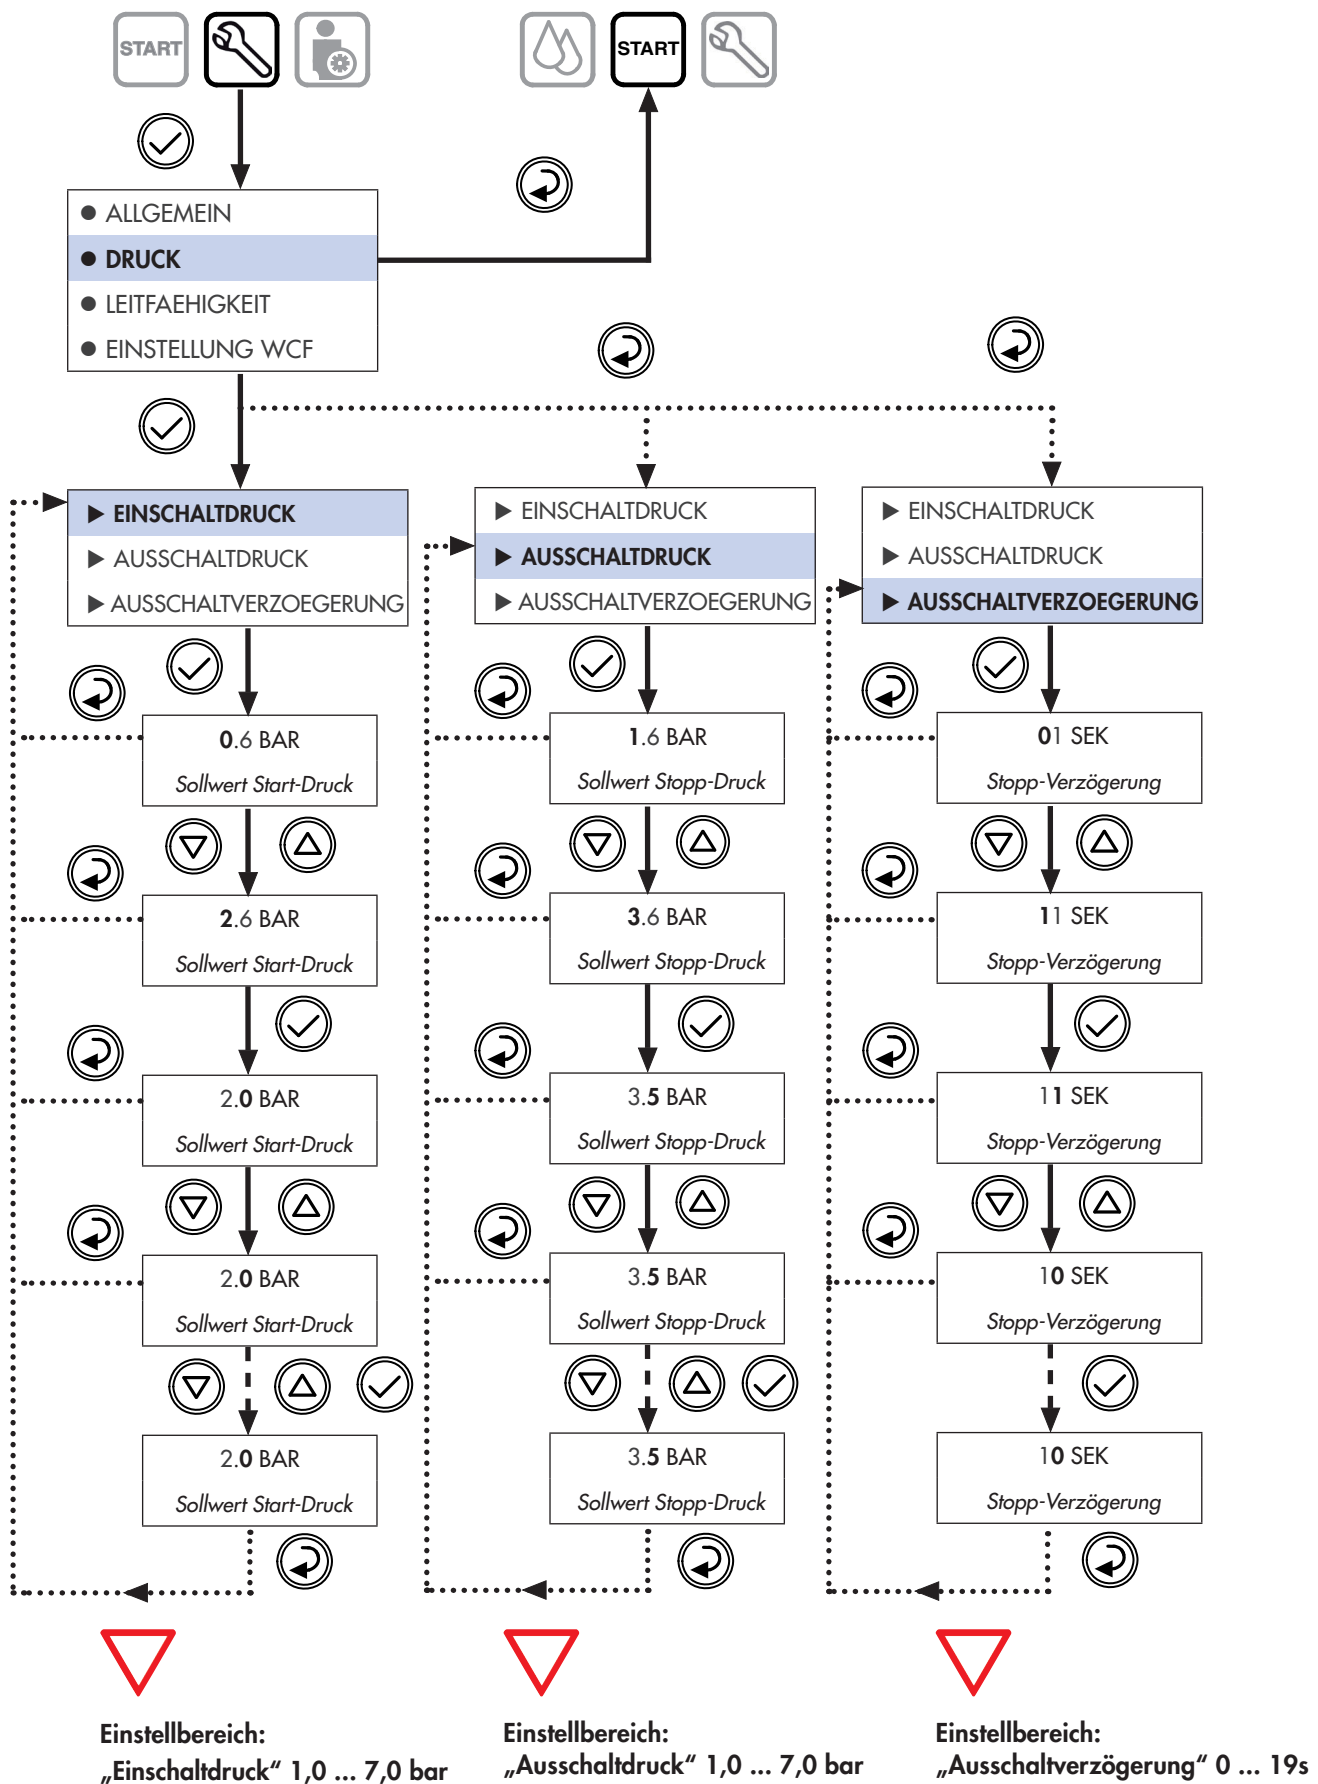 START
START
● ALLGEMEIN
● DRUCK
● LEITFAEHIGKEIT
● EINSTELLUNG WCF
▶ EINSCHALTDRUCK
▶ AUSSCHALTDRUCK
▶ AUSSCHALTVERZOEGERUNG
0.6 BAR
Sollwert Start-Druck
2.6 BAR
Sollwert Start-Druck
2.0 BAR
Sollwert Start-Druck
2.0 BAR
Sollwert Start-Druck
2.0 BAR
Sollwert Start-Druck
▶ EINSCHALTDRUCK
▶ AUSSCHALTDRUCK
▶ AUSSCHALTVERZOEGERUNG
1.6 BAR
Sollwert Stopp-Druck
3.6 BAR
Sollwert Stopp-Druck
3.5 BAR
Sollwert Stopp-Druck
3.5 BAR
Sollwert Stopp-Druck
3.5 BAR
Sollwert Stopp-Druck
▶ EINSCHALTDRUCK
▶ AUSSCHALTDRUCK
▶ AUSSCHALTVERZOEGERUNG
01 SEK
Stopp-Verzögerung
11 SEK
Stopp-Verzögerung
11 SEK
Stopp-Verzögerung
10 SEK
Stopp-Verzögerung
10 SEK
Stopp-Verzögerung
Einstellbereich:
„Einschaltdruck“ 1,0 ... 7,0 bar
Einstellbereich:
„Ausschaltdruck“ 1,0 ... 7,0 bar
Einstellbereich:
„Ausschaltverzögerung“ 0 ... 19s